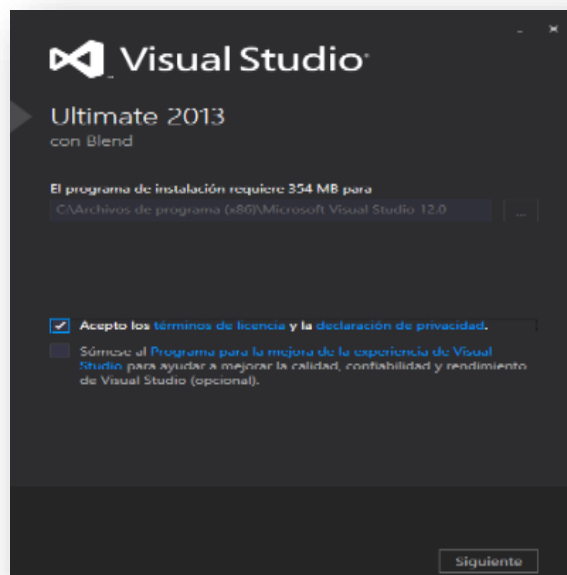 Visual Studio
Ultimate 2013
con Blend
El programa de instalación requiere 354 MB para
C:\Archivos de programa (x86)\Microsoft Visual Studio 12.0
...
Acepto los términos de licencia y la declaración de privacidad.
Súmese al Programa para la mejora de la experiencia de Visual
Studio para ayudar a mejorar la calidad, confiabilidad y rendimiento
de Visual Studio (opcional).
Siguiente